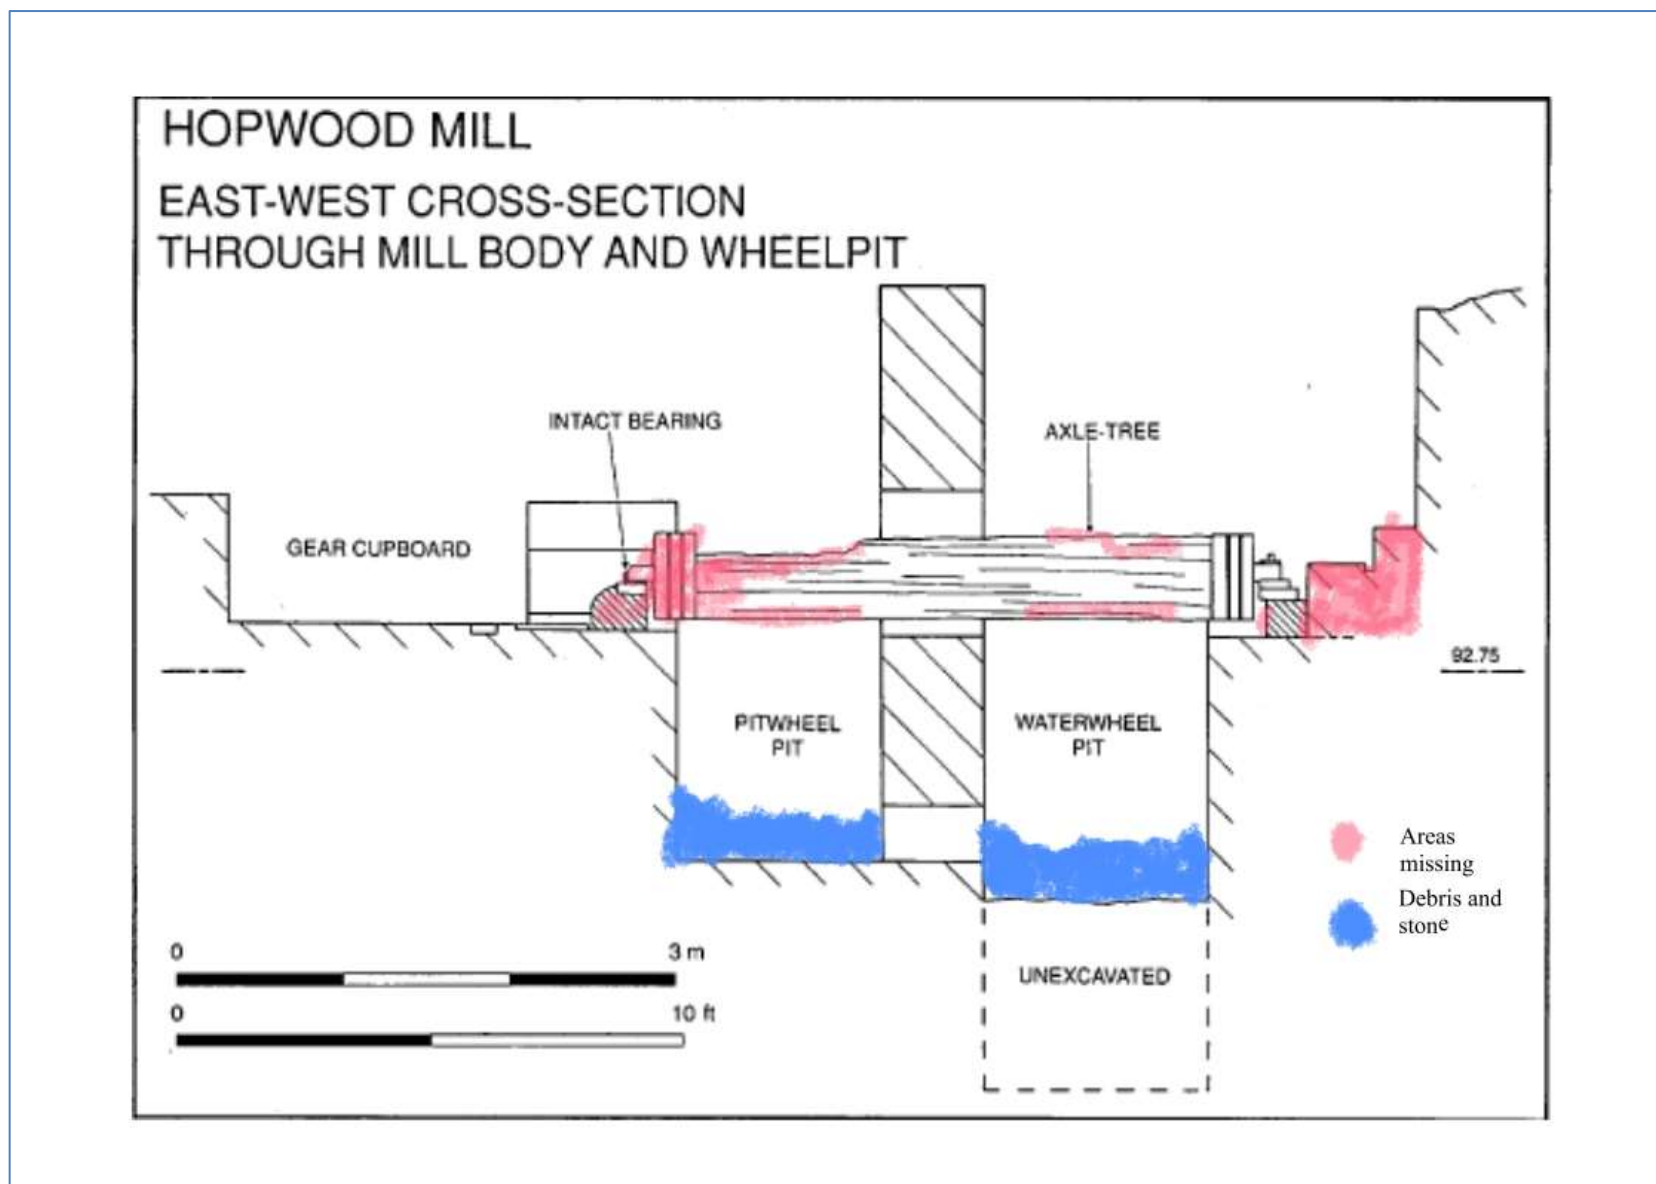 HOPWOOD MILL
EAST-WEST CROSS-SECTION
THROUGH MILL BODY AND WHEELPIT
INTACT BEARING
AXLE-TREE
GEAR CUPBOARD
92.75
PITWHEEL
PIT
WATERWHEEL
PIT
Areas
missing
Debris and
stone
0 3 m
UNEXCAVATED
0 10 ft